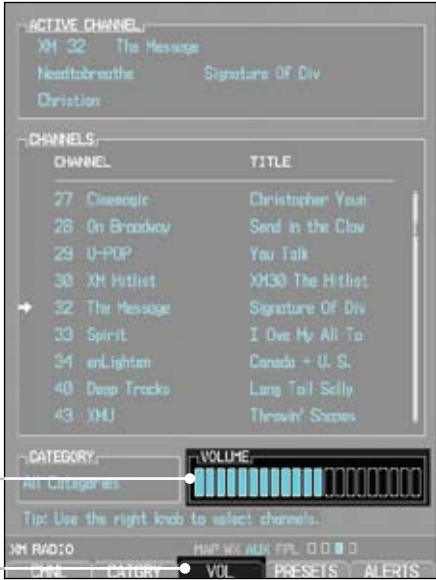 ACTIVE CHANNEL
XM 32 The Message
Needtobreathe Signature Of Div
Christian
CHANNELS
CHANNEL TITLE
27 Cinemagic Christopher Youn
28 On Broadway Send in the Clow
29 U-POP You Talk
30 XM Hitlist XM30 The Hitlist
32 The Message Signature Of Div
33 Spirit I Owe My All To
34 enLighten Canada + U. S.
40 Deep Tracks Long Tall Sally
43 XMU Throwin' Shapes
CATEGORY VOLUME
All Categories
Tip: Use the right knob to select channels.
XM RADIO MAP WX AUX FPL
CHNL CATGRY VOL PRESETS ALERTS